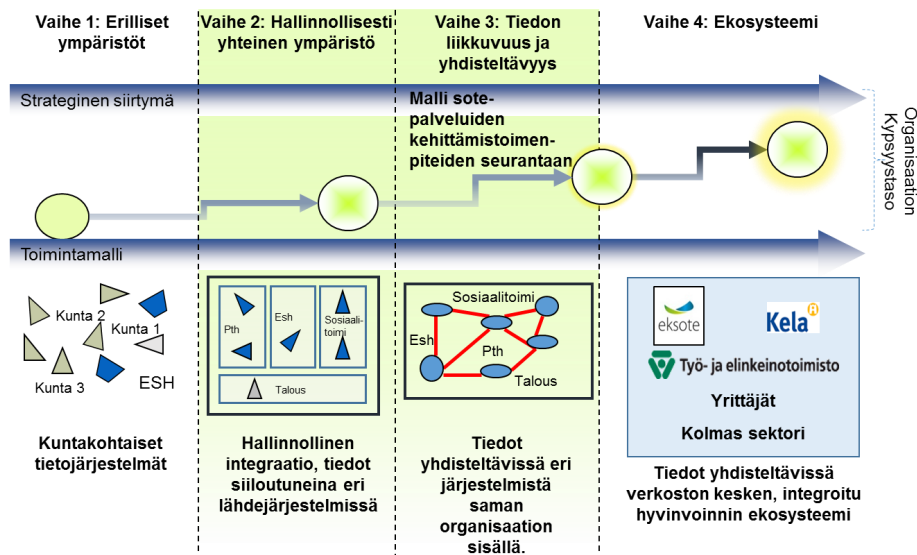 Vaihe 1: Erilliset
ympäristöt
Vaihe 2: Hallinnollisesti
yhteinen ympäristö
Vaihe 3: Tiedon
liikkuvuus ja
yhdisteltävyys
Vaihe 4: Ekosysteemi
Strateginen siirtymä
Malli sote-
palveluiden
kehittämistoimen-
piteiden seurantaan
Organisaation
Kypsyystaso
Toimintamalli
Kunta 2
Kunta 1
Kunta 3
ESH
Pth
Esh
Sosiaali-
toimi
Talous
Sosiaalitoimi
Esh
Pth
Talous
eksote
Kela
Työ- ja elinkeinotoimisto
Yrittäjät
Kolmas sektori
Kuntakohtaiset
tietojärjestelmät
Hallinnollinen
integraatio, tiedot
siiloutuneina eri
lähdejärjestelmissä
Tiedot
yhdisteltävissä eri
järjestelmistä
saman
organisaation
sisällä.
Tiedot yhdisteltävissä
verkoston kesken, integroitu
hyvinvoinnin ekosysteemi